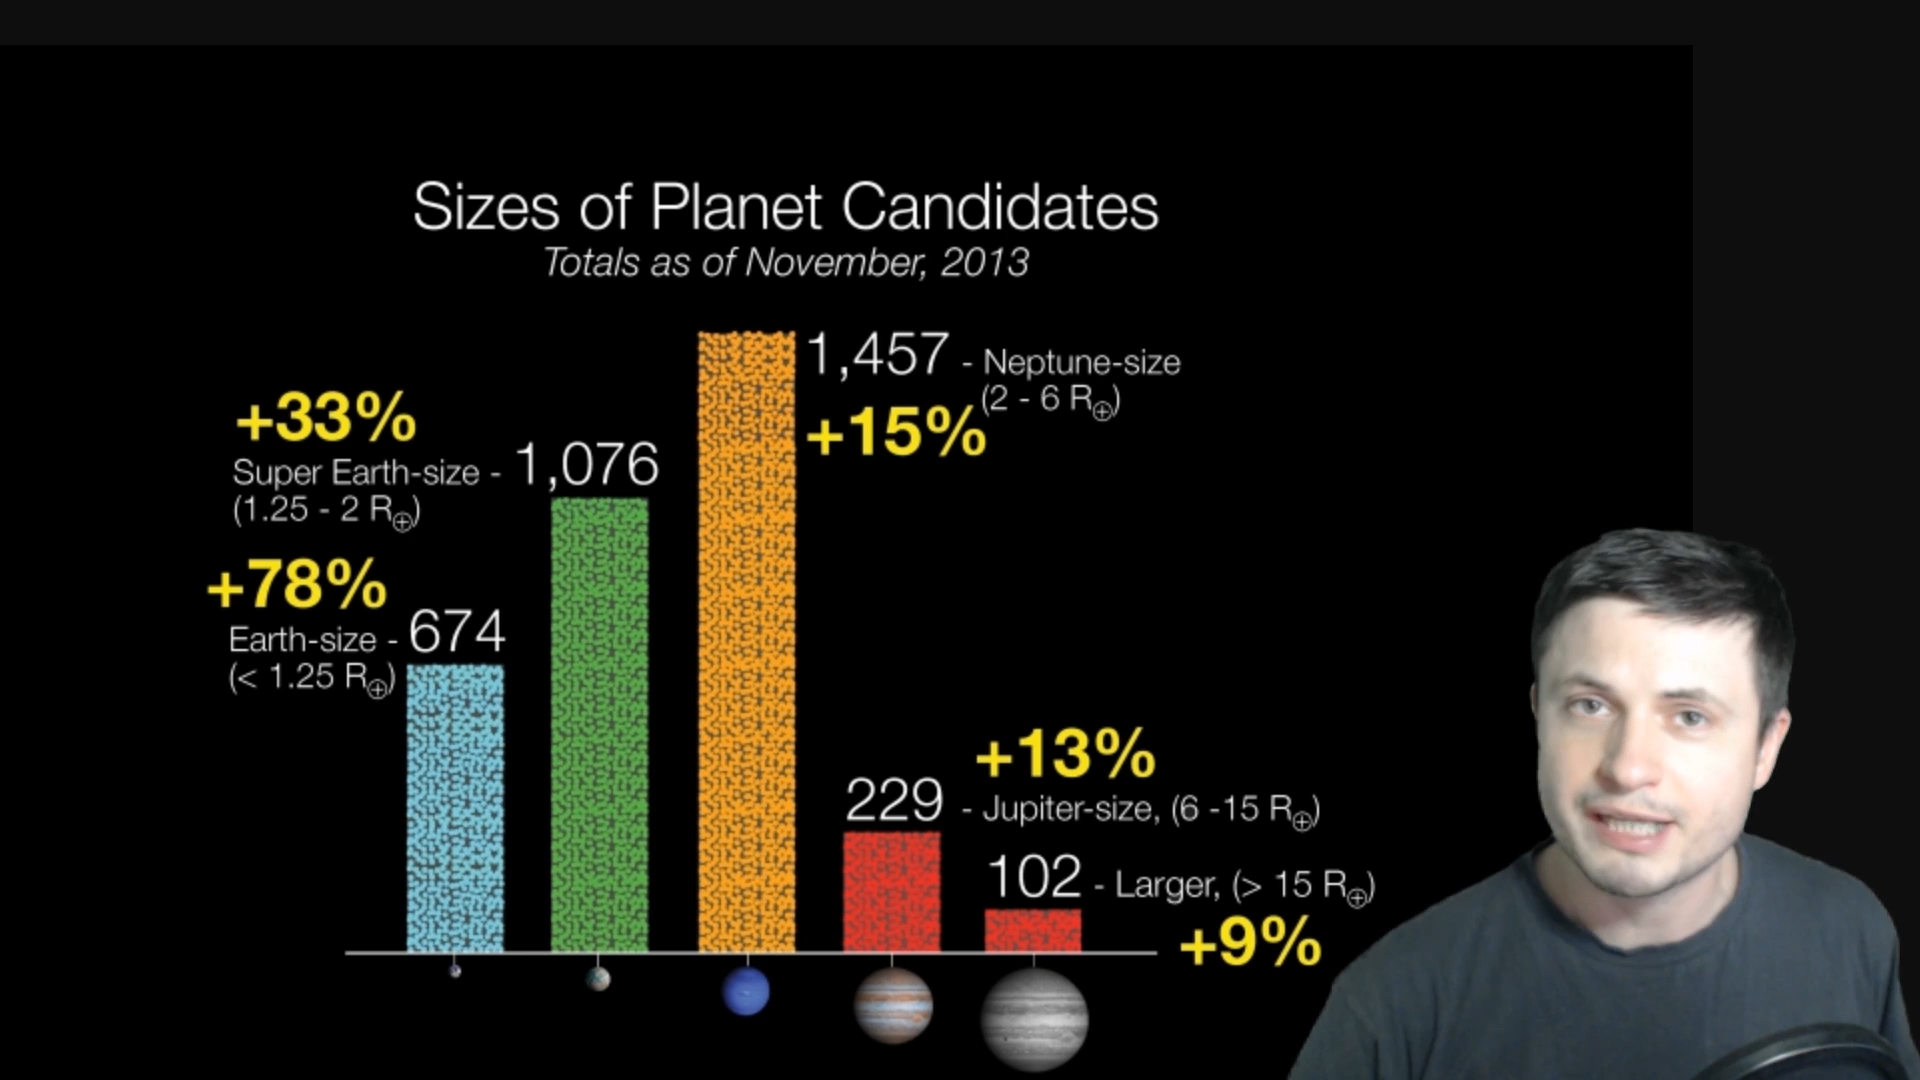 Sizes of Planet Candidates
Totals as of November, 2013
1,457 - Neptune-size
(2 - 6 R⊕)
+15%
+33%
Super Earth-size - 1,076
(1.25 - 2 R⊕)
+78%
Earth-size - 674
(< 1.25 R⊕)
+13%
229 - Jupiter-size, (6 -15 R⊕)
102 - Larger, (> 15 R⊕)
+9%